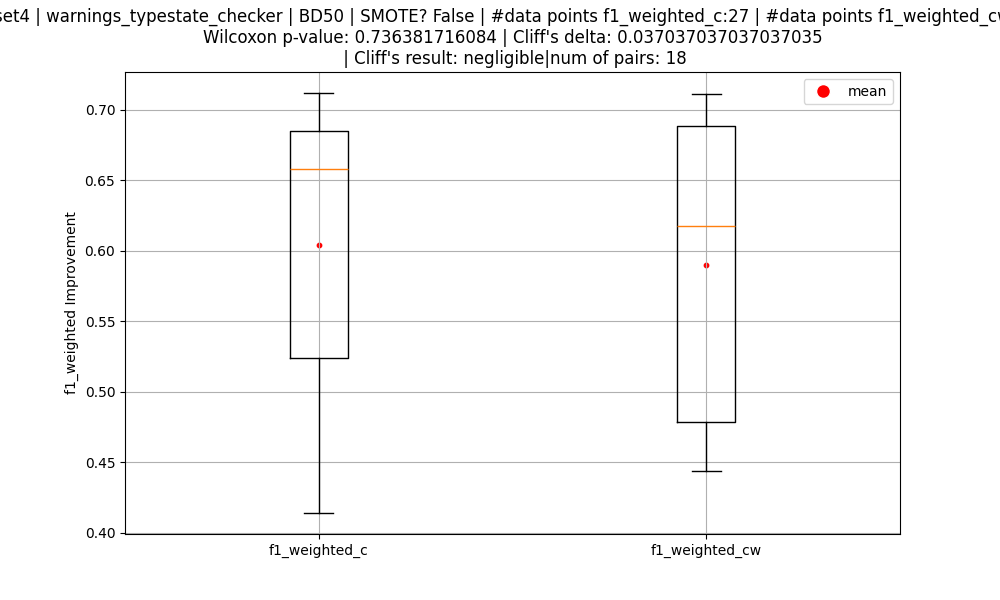 set4 | warnings_typestate_checker | BD50 | SMOTE? False | #data points f1_weighted_c:27 | #data points f1_weighted_cw
Wilcoxon p-value: 0.736381716084 | Cliff's delta: 0.037037037037037035
| Cliff's result: negligible|num of pairs: 18
mean
0.70
0.65
0.60
0.55
0.50
0.45
0.40
f1_weighted Improvement
f1_weighted_c
f1_weighted_cw